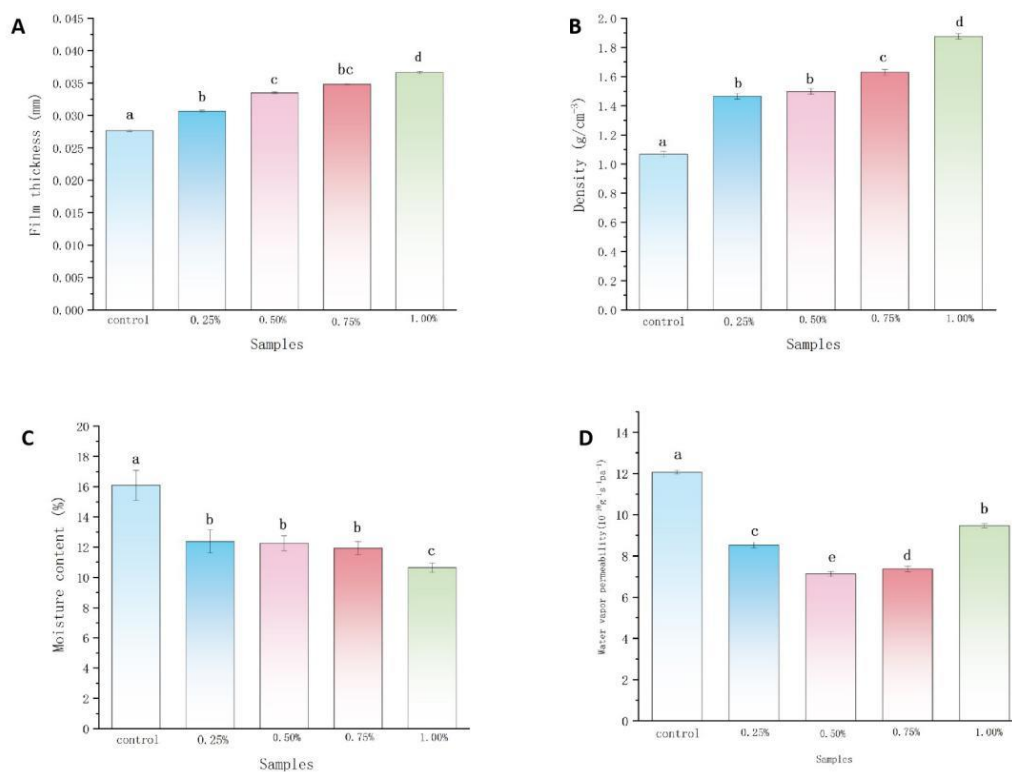 A
Film thickness (mm)
0.045
0.040
0.035
0.030
0.025
0.020
0.015
0.010
0.005
0.000
a
b
c
bc
d
control
0.25%
0.50%
0.75%
1.00%
Samples
B
Density (g/cm⁻³)
2.0
1.8
1.6
1.4
1.2
1.0
0.8
0.6
0.4
0.2
0.0
a
b
b
c
d
control
0.25%
0.50%
0.75%
1.00%
Samples
C
Moisture content (%)
20
18
16
14
12
10
8
6
4
2
0
a
b
b
b
c
control
0.25%
0.50%
0.75%
1.00%
Samples
D
Water vapor permeability
14
12
10
8
6
4
2
0
a
c
e
d
b
control
0.25%
0.50%
0.75%
1.00%
Samples